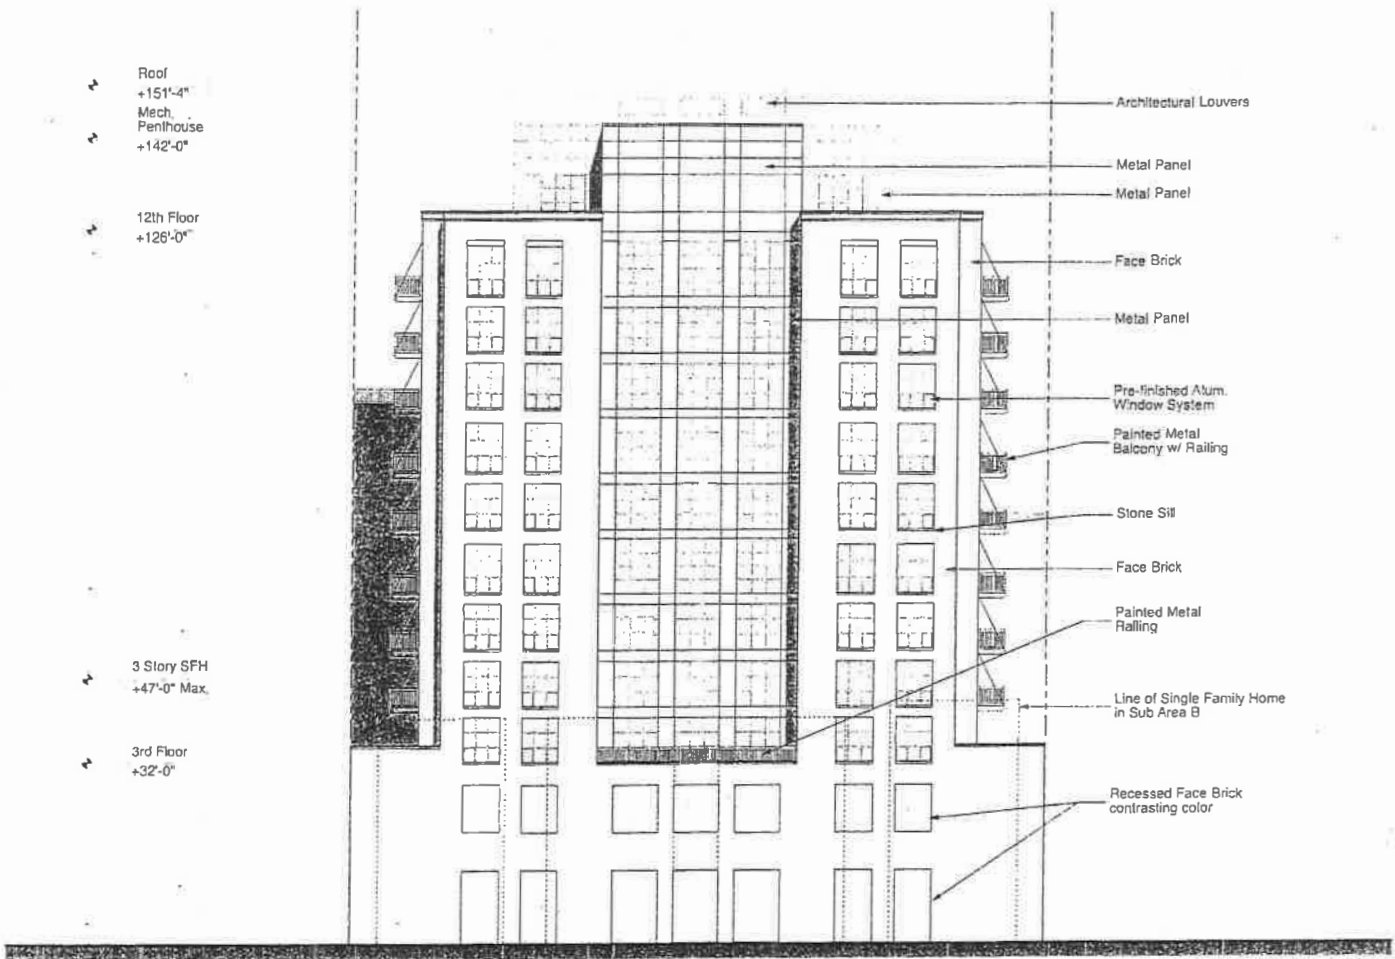 Roof
+151'-4"
Mech.
Penthouse
+142'-0"
12th Floor
+126'-0"
3 Story SFH
+47'-0" Max.
3rd Floor
+32'-0"
Architectural Louvers
Metal Panel
Metal Panel
Face Brick
Metal Panel
Pre-finished Alum.
Window System
Painted Metal
Balcony w/ Railing
Stone Sill
Face Brick
Painted Metal
Railing
Line of Single Family Home
in Sub Area B
Recessed Face Brick
contrasting color